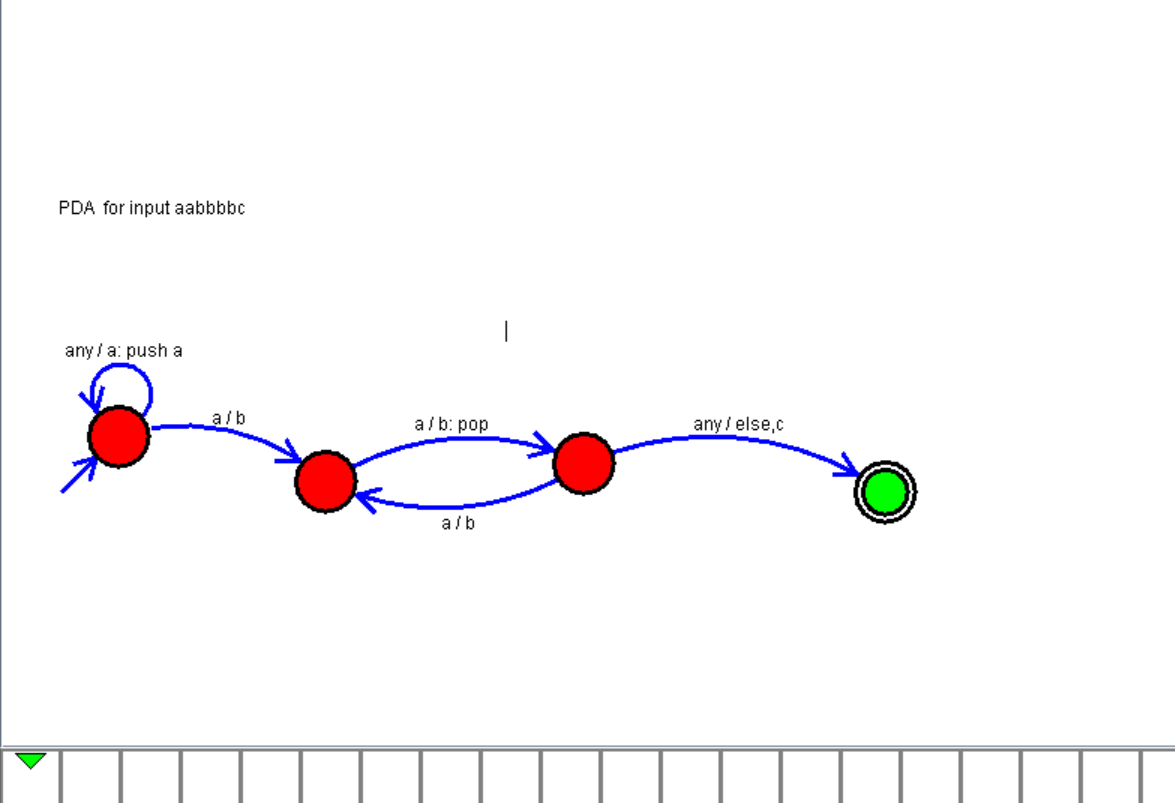 PDA for input aabbbbc
any / a: push a
a / b
a / b: pop
any / else,c
a / b